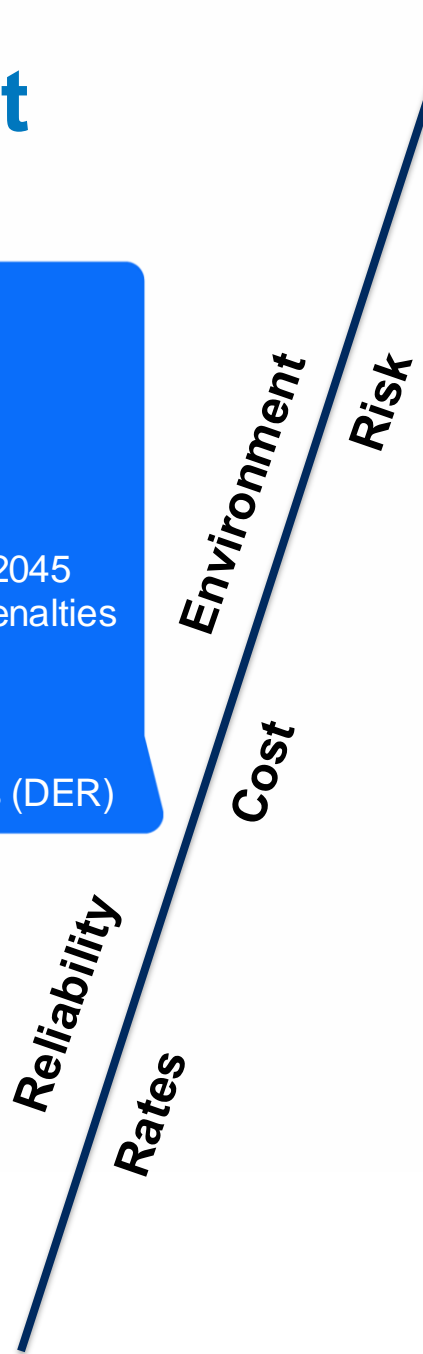 t
2045
enalties
(DER)
Environment
Risk
Cost
Reliability
Rates